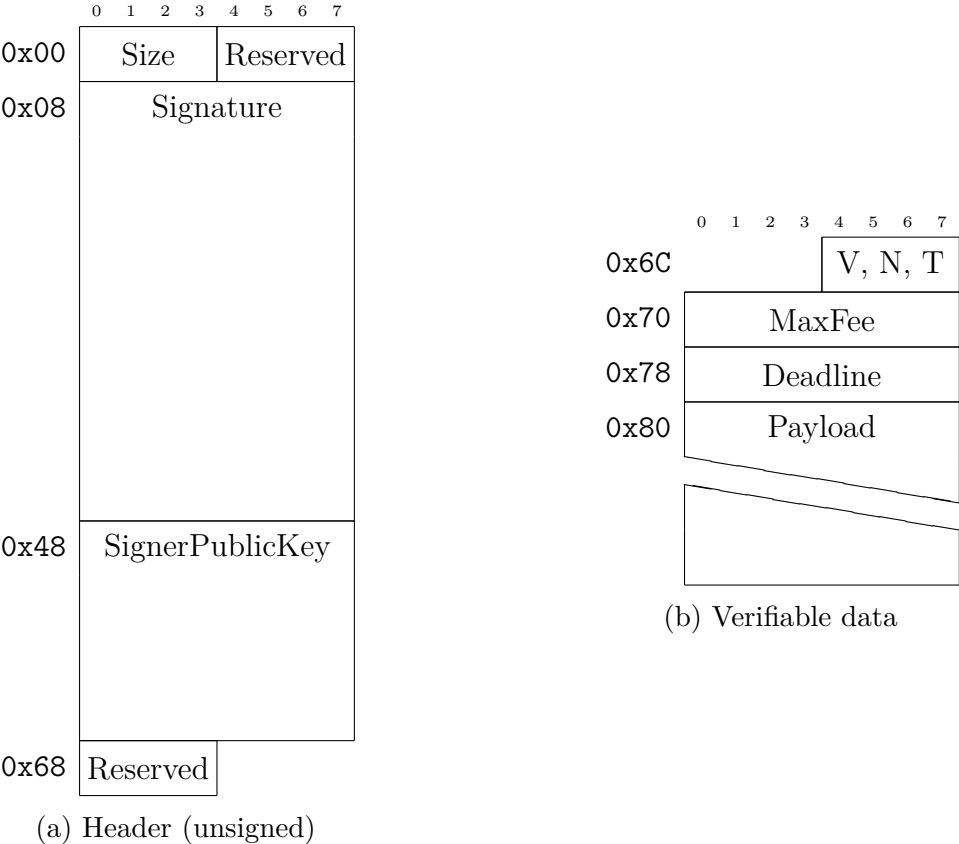 0 1 2 3 4 5 6 7
0x00 Size Reserved
0x08 Signature
0x48 SignerPublicKey
0x68 Reserved
(a) Header (unsigned)
0 1 2 3 4 5 6 7
0x6C V, N, T
0x70 MaxFee
0x78 Deadline
0x80 Payload
(b) Verifiable data